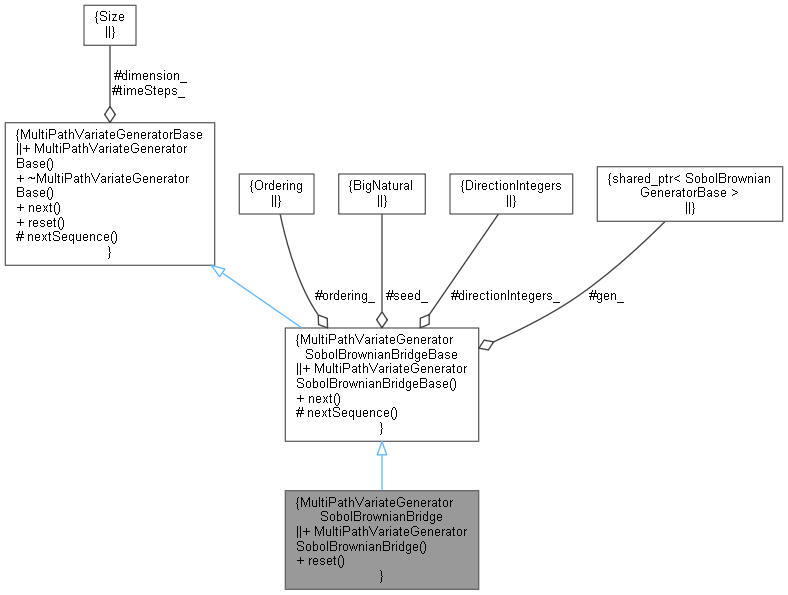 {Size
||}
#dimension_
#timeSteps_
{MultiPathVariateGeneratorBase
||+ MultiPathVariateGenerator
Base()
+ ~MultiPathVariateGenerator
Base()
+ next()
+ reset()
# nextSequence()
}
{Ordering
||}
{BigNatural
||}
{DirectionIntegers
||}
{shared_ptr< SobolBrownian
GeneratorBase >
||}
#ordering_
#seed_
#directionIntegers_
#gen_
{MultiPathVariateGenerator
SobolBrownianBridgeBase
||+ MultiPathVariateGenerator
SobolBrownianBridgeBase()
+ next()
# nextSequence()
}
{MultiPathVariateGenerator
SobolBrownianBridge
||+ MultiPathVariateGenerator
SobolBrownianBridge()
+ reset()
}